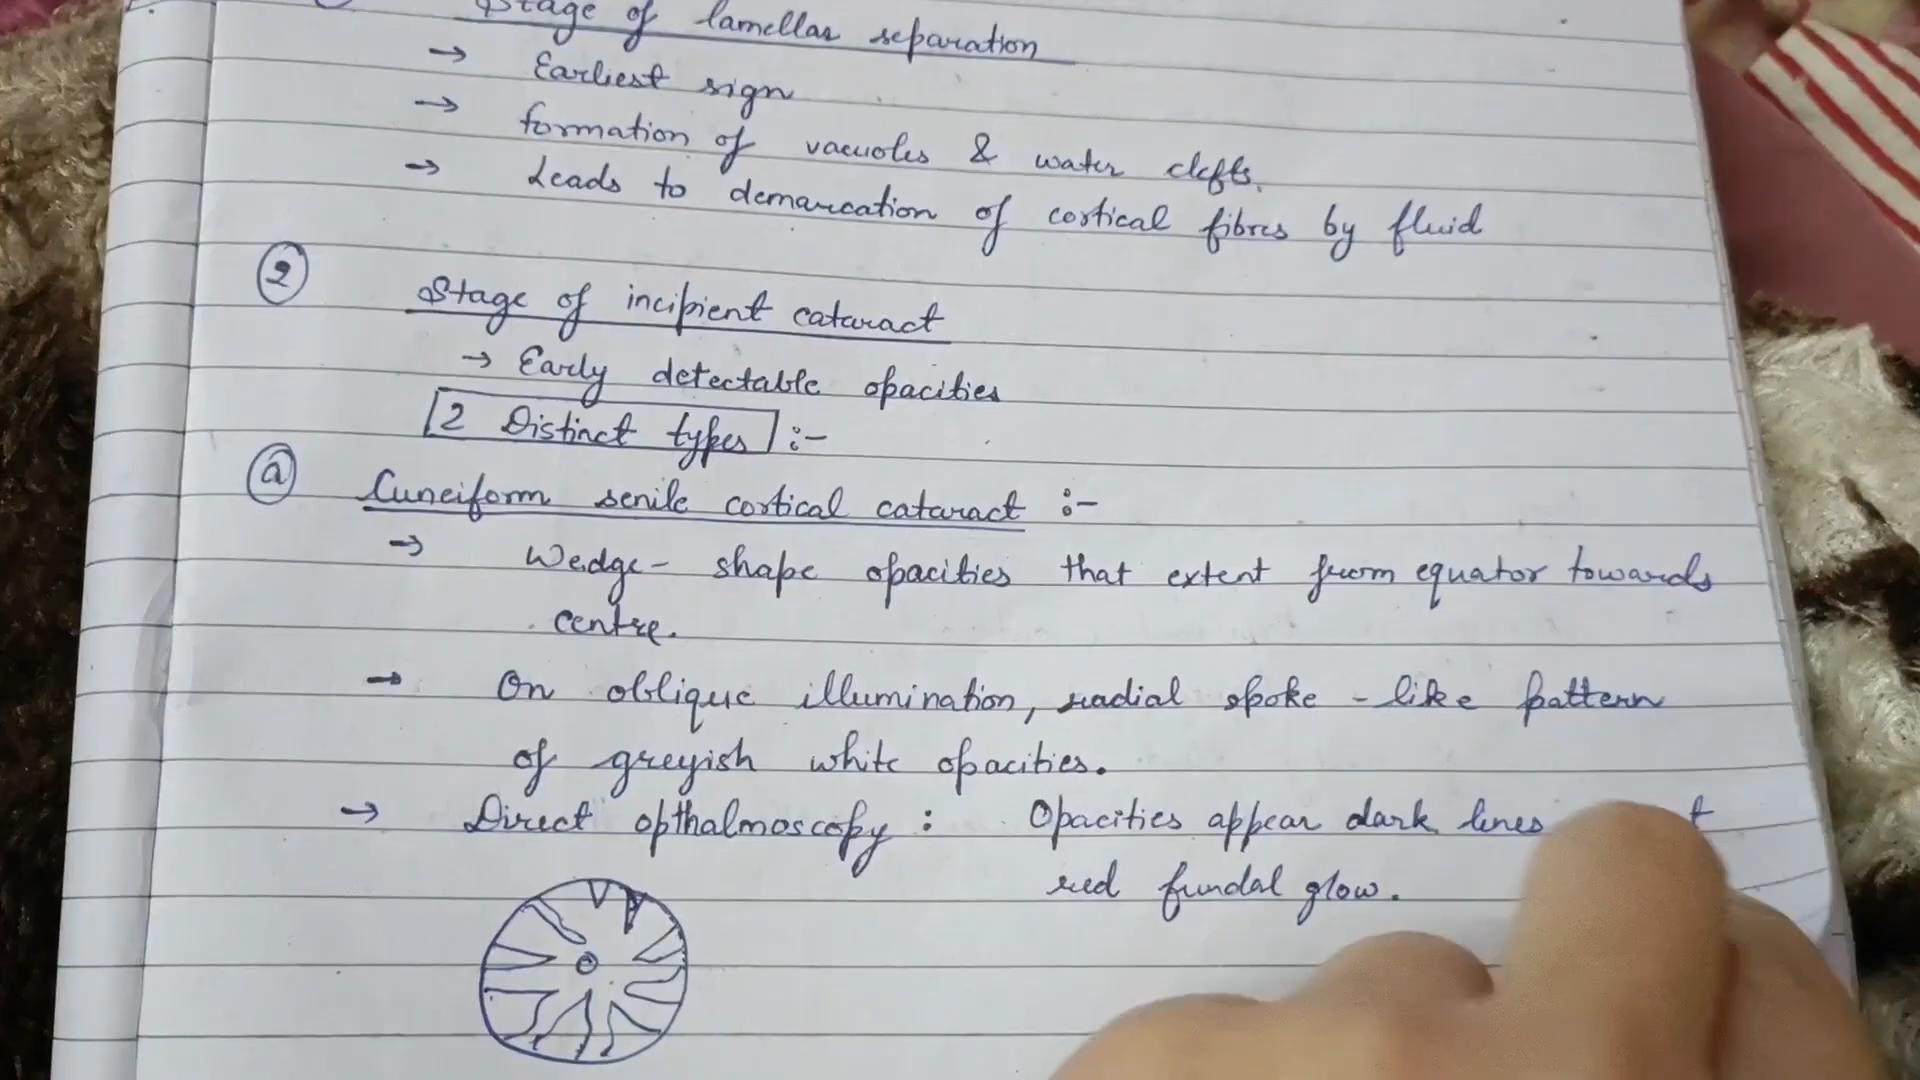 Stage of lamellar separation
→ Earliest sign
→ formation of vacuoles & water clefts.
→ Leads to demarcation of cortical fibres by fluid
② Stage of incipient cataract
→ Early detectable opacities
2 Distinct types :-
ⓐ Cuneiform senile cortical cataract :-
→ Wedge - shape opacities that extent from equator towards
centre.
→ On oblique illumination, radial spoke - like pattern
of greyish white opacities.
→ Direct opthalmoscopy : Opacities appear dark lines
red fundal glow.